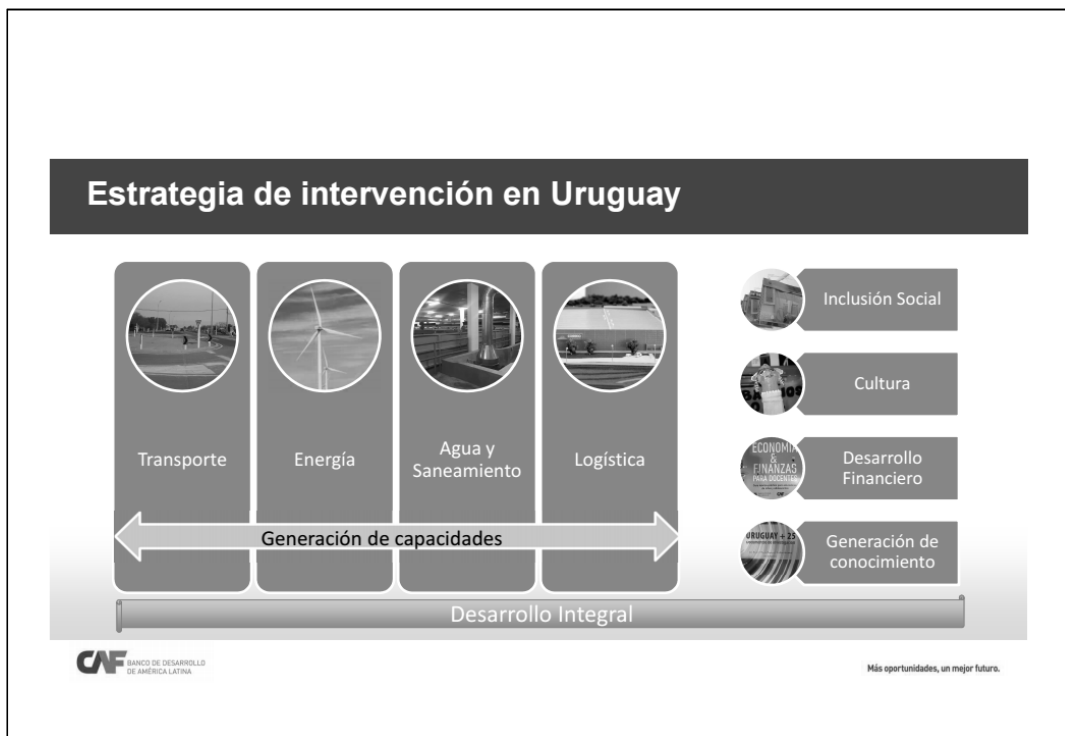 Estrategia de intervención en Uruguay
Transporte
Energía
Agua y
Saneamiento
Logística
Generación de capacidades
Inclusión Social
Cultura
ECONOMÍA
&
FINANZAS
PARA DOCENTES
CAF
Desarrollo
Financiero
URUGUAY + 25
Generación de
conocimiento
Desarrollo Integral
CAF BANCO DE DESARROLLO
DE AMÉRICA LATINA
Más oportunidades, un mejor futuro.